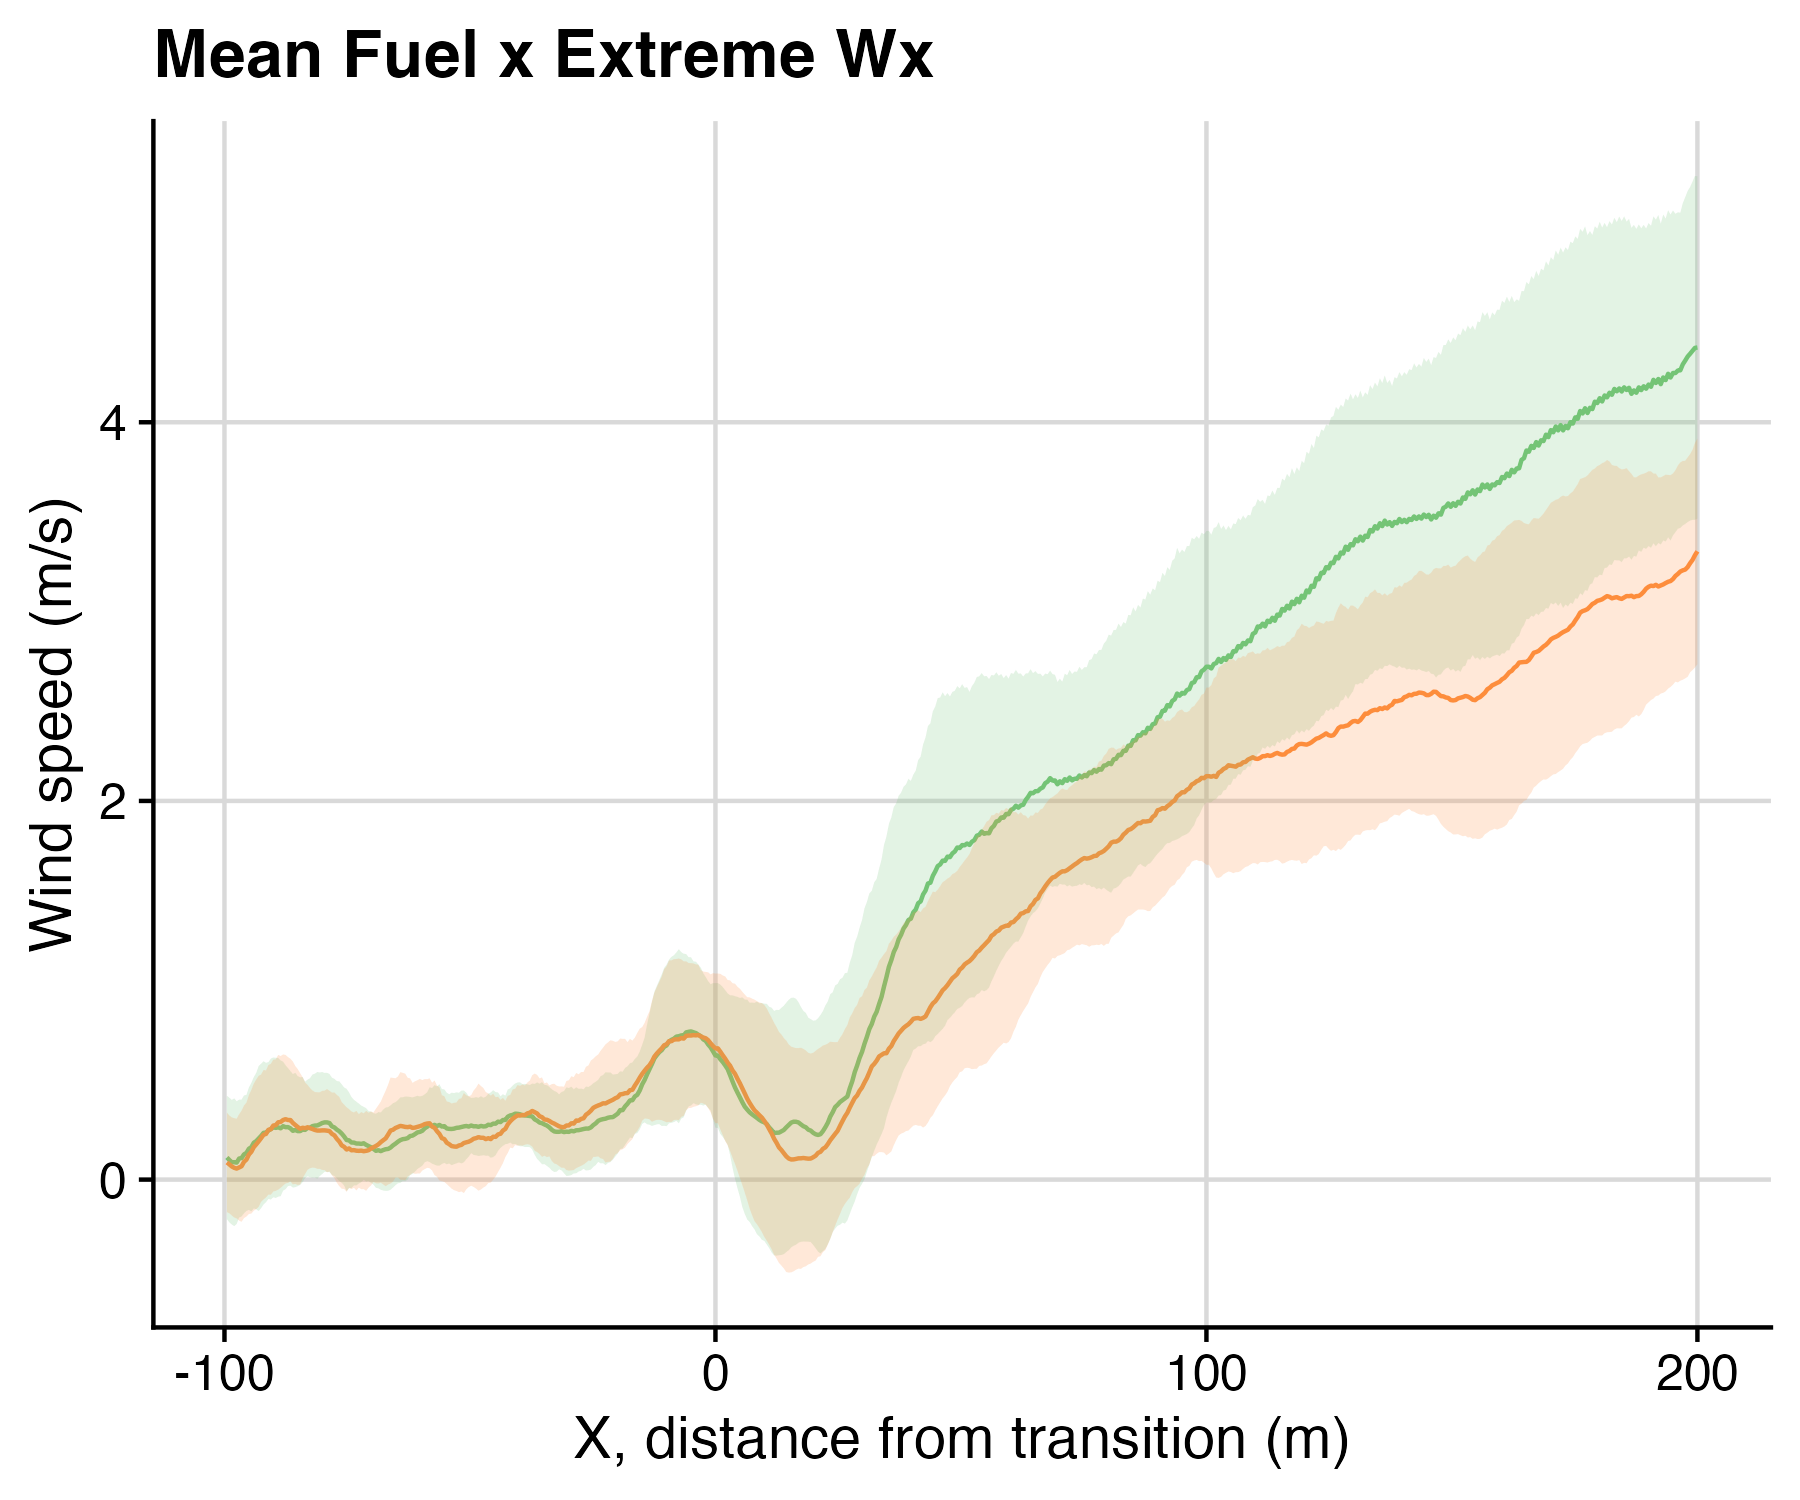 Mean Fuel x Extreme Wx
Wind speed (m/s)
4
2
0
-100
0
100
200
X, distance from transition (m)